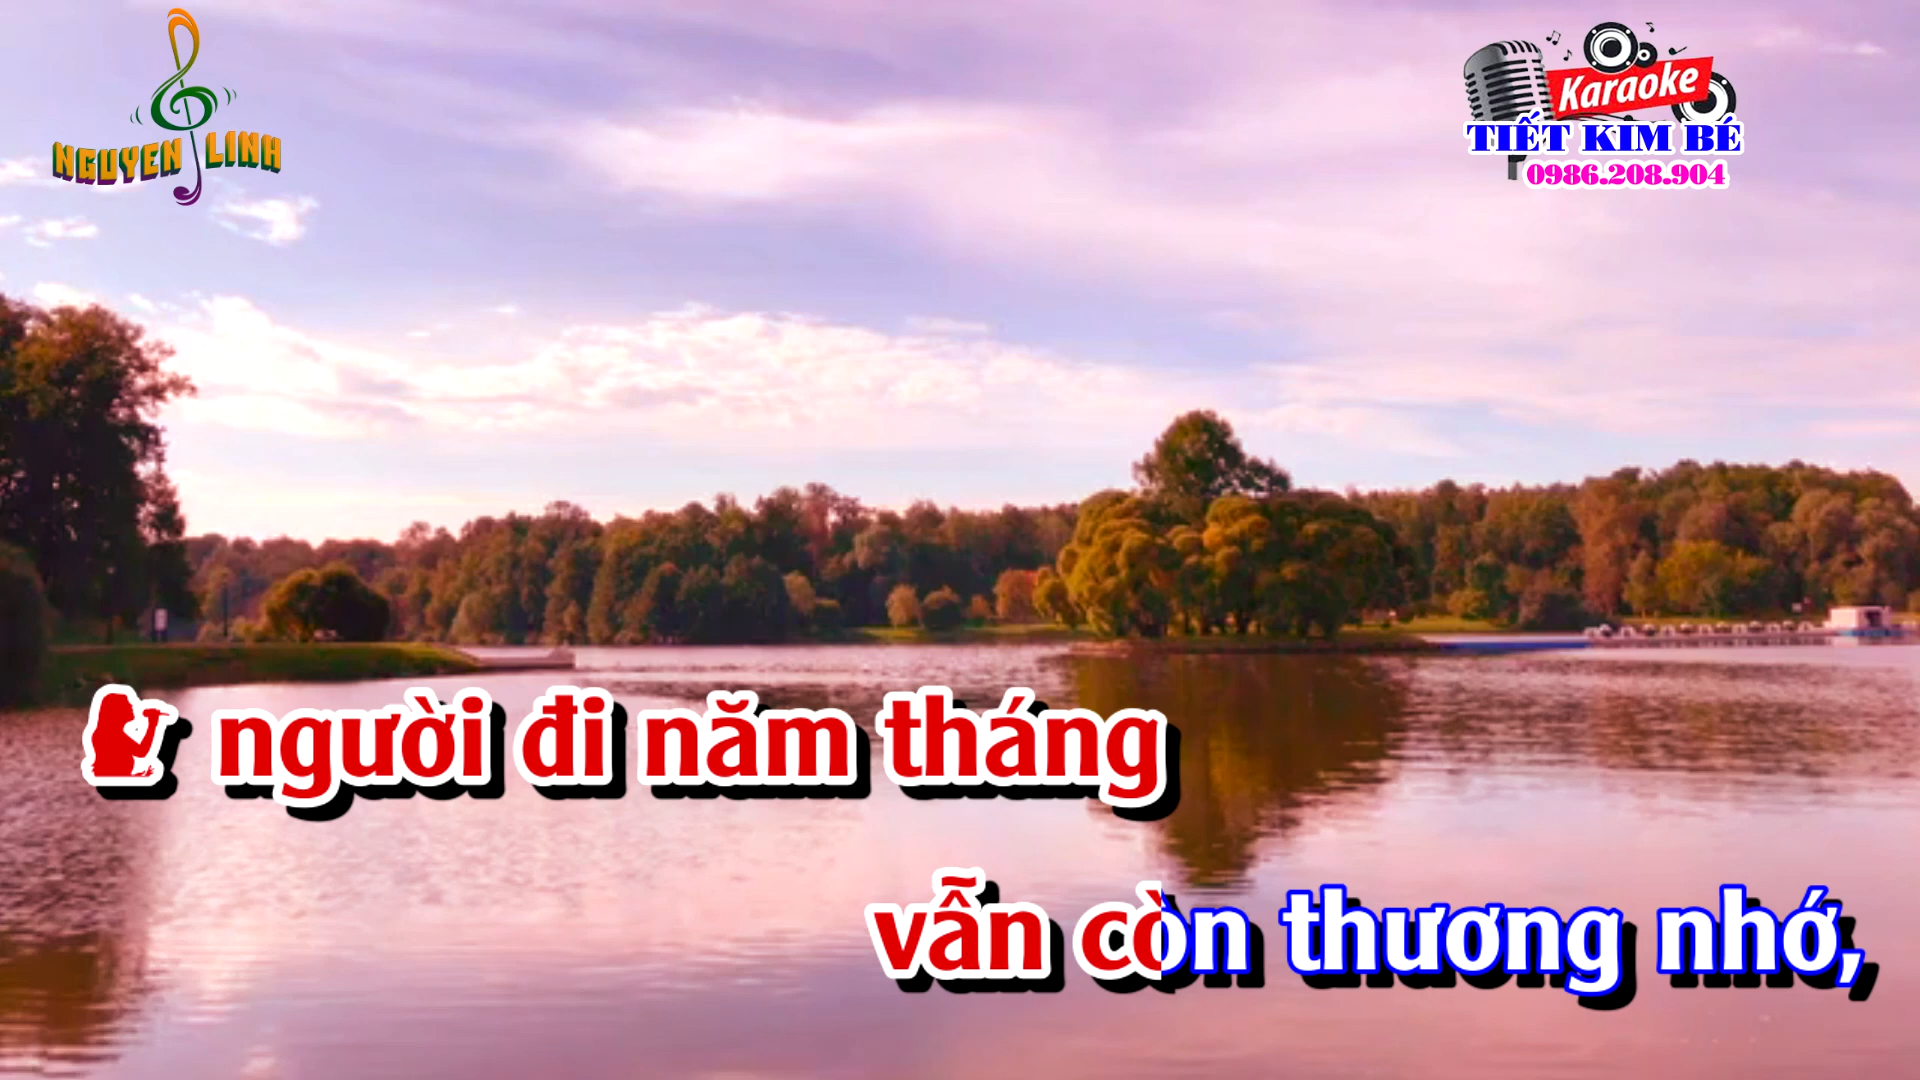 NGUYEN LINH
Karaoke
TIẾT KIM BÉ
0986.208.904
người đi năm tháng
vẫn còn thương nhớ,